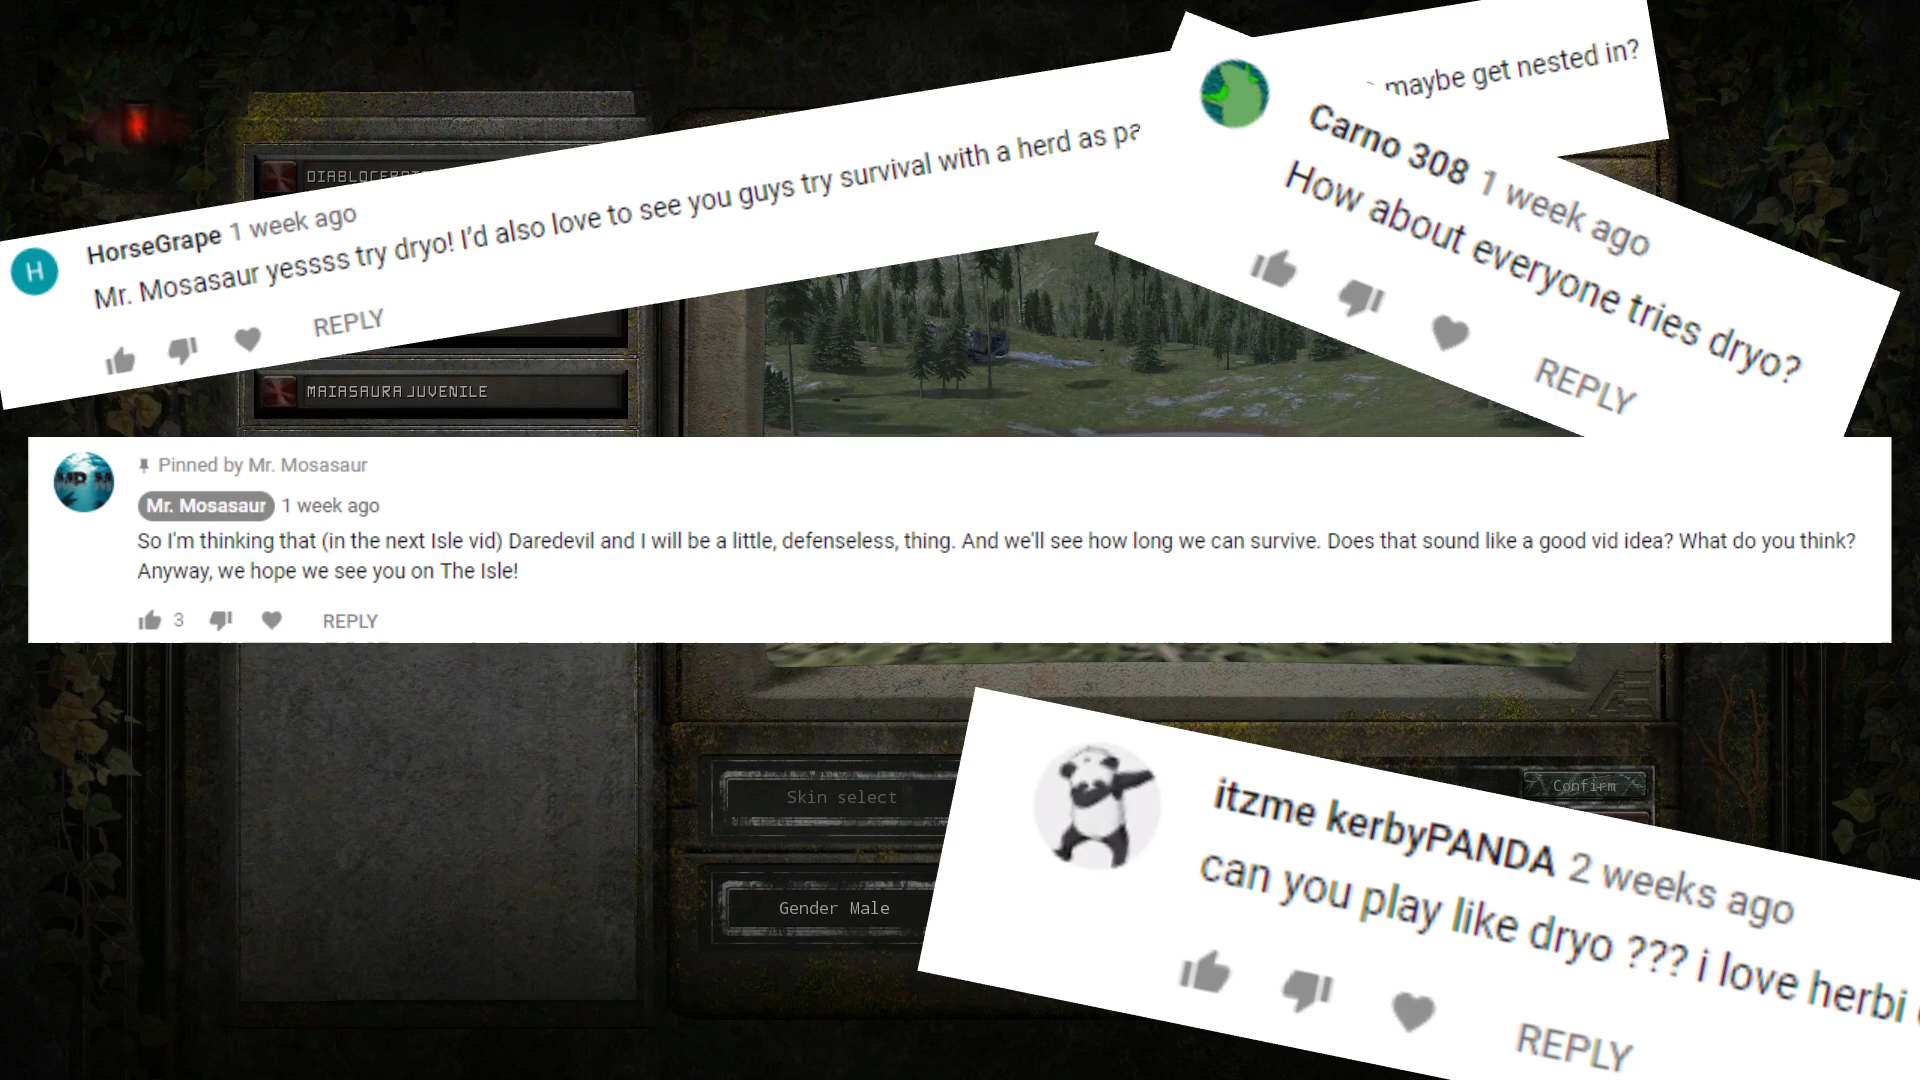 maybe get nested in?
HorseGrape 1 week ago
Mr. Mosasaur yessss try dryo! I'd also love to see you guys try survival with a herd as
REPLY
Carno 308 1 week ago
How about everyone tries dryo?
REPLY
H
MAIASAURA JUVENILE
Pinned by Mr. Mosasaur
Mr. Mosasaur 1 week ago
So I'm thinking that (in the next Isle vid) Daredevil and I will be a little, defenseless, thing. And we'll see how long we can survive. Does that sound like a good vid idea? What do you think?
Anyway, we hope we see you on The Isle!
3 REPLY
Skin select
Confirm
Gender Male
itzme kerbyPANDA 2 weeks ago
can you play like dryo ??? i love herbi
REPLY